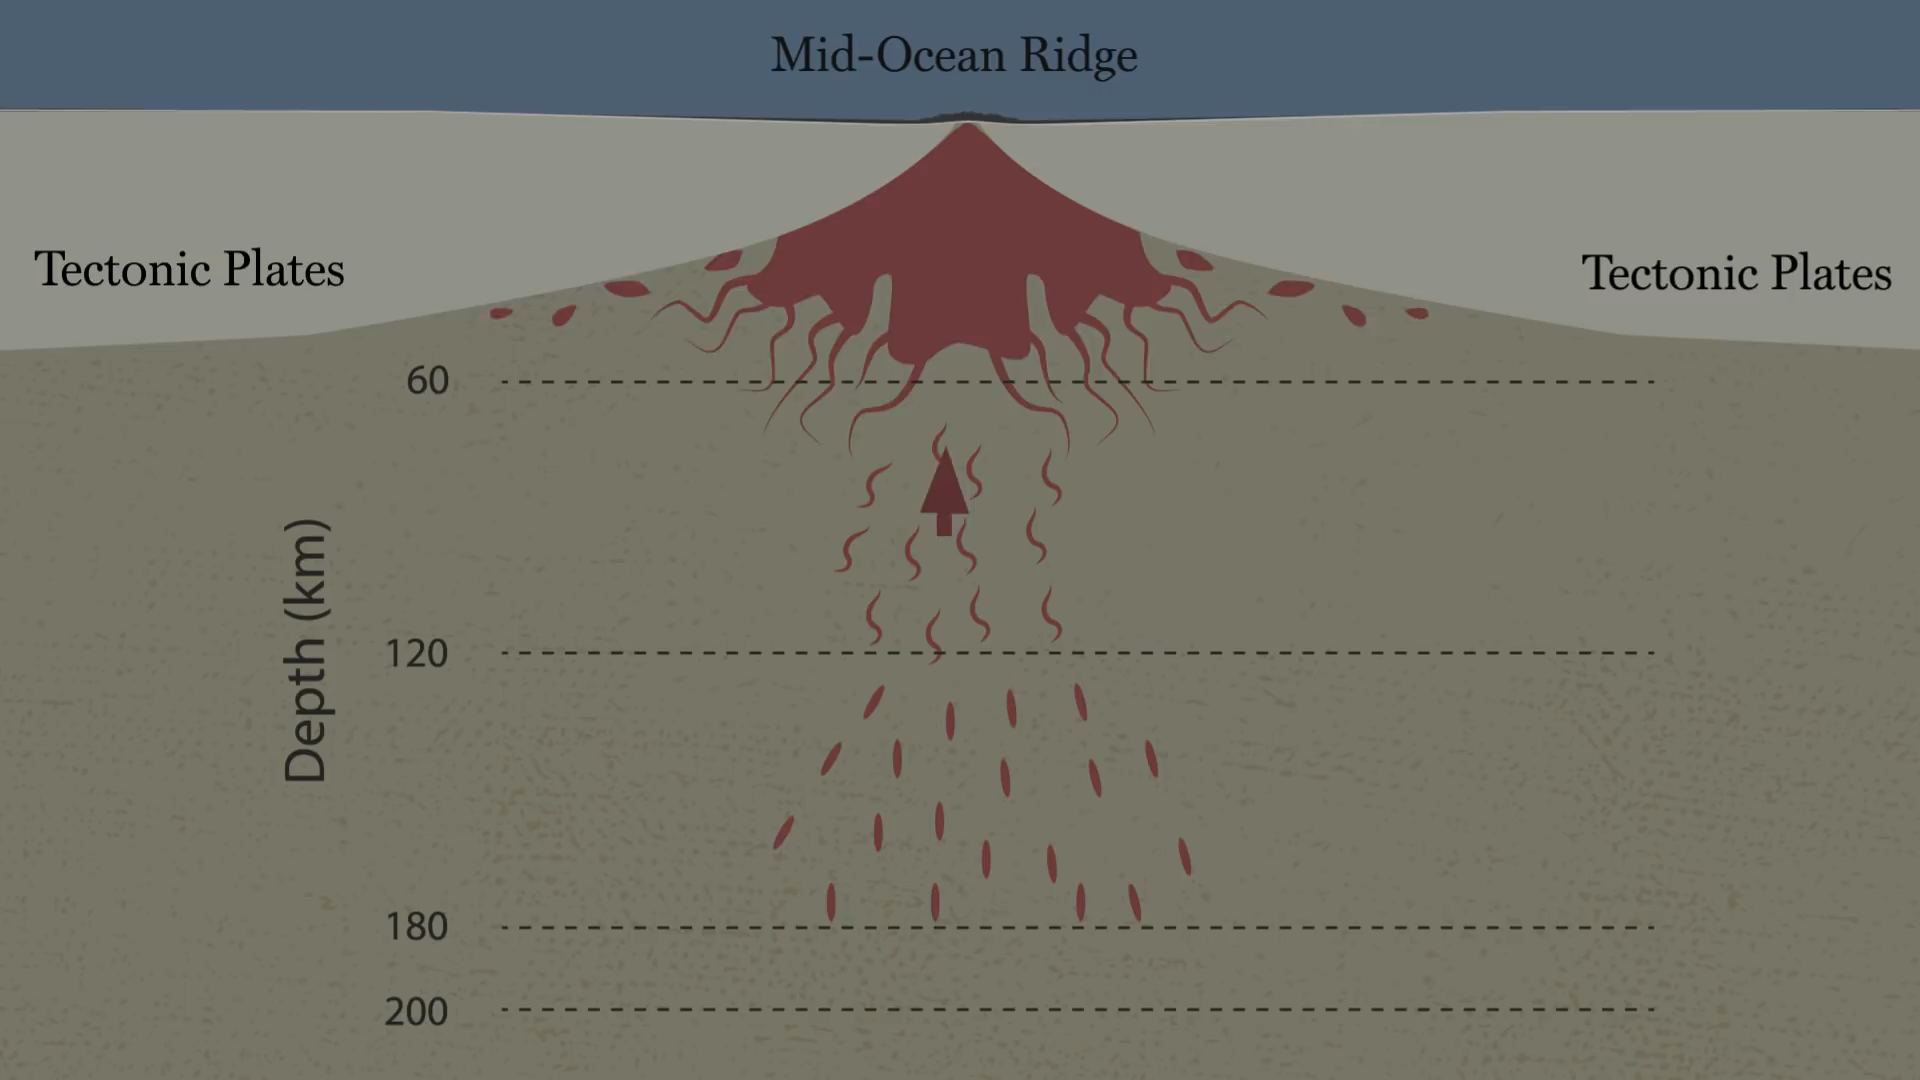 Mid-Ocean Ridge
Tectonic Plates
Tectonic Plates
60
Depth (km)
120
180
200